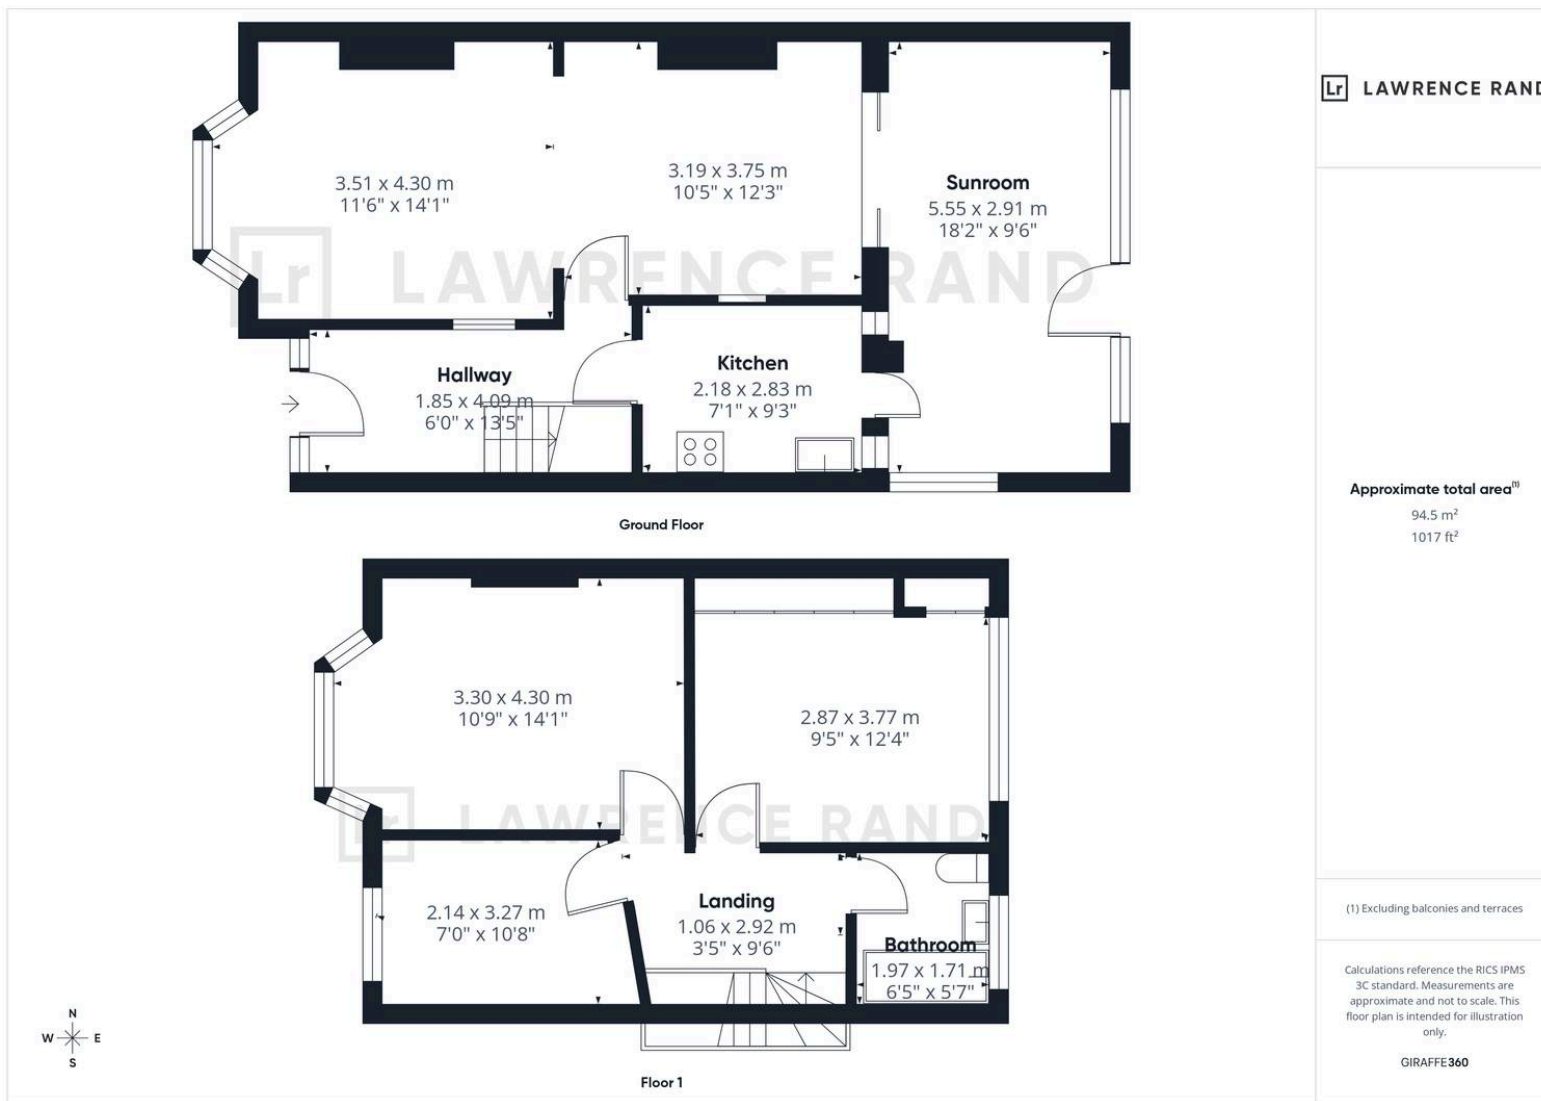 Lr LAWRENCE RAND
3.51 x 4.30 m
11'6" x 14'1"
3.19 x 3.75 m
10'5" x 12'3"
Sunroom
5.55 x 2.91 m
18'2" x 9'6"
Lr LAWRENCE RAND
Hallway
1.85 x 4.09 m
6'0" x 13'5"
Kitchen
2.18 x 2.83 m
7'1" x 9'3"
Ground Floor
Approximate total area(1)
94.5 m²
1017 ft²
3.30 x 4.30 m
10'9" x 14'1"
2.87 x 3.77 m
9'5" x 12'4"
Lr LAWRENCE RAND
2.14 x 3.27 m
7'0" x 10'8"
Landing
1.06 x 2.92 m
3'5" x 9'6"
Bathroom
1.97 x 1.71 m
6'5" x 5'7"
N
W E
S
Floor 1
(1) Excluding balconies and terraces
Calculations reference the RICS IPMS
3C standard. Measurements are
approximate and not to scale. This
floor plan is intended for illustration
only.
GIRAFFE360